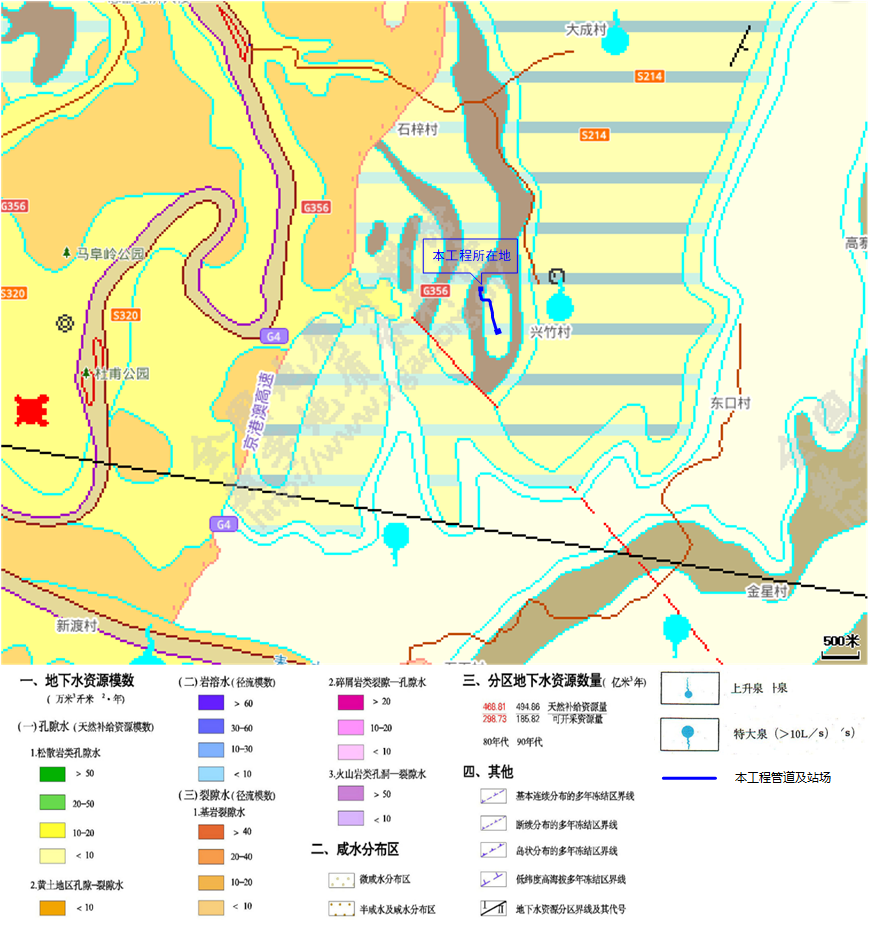 大成村
S214
石梓村
S214
G356
G356
马阜岭公园
本工程所在地
S320
G356
S320
兴竹村
G4
杜甫公园
东口村
京港澳高速
G4
金星村
新渡村
500米
一、地下水资源模数
( 万米³/千米²·年)
(一)孔隙水 (天然补给资源模数)
1.松散岩类孔隙水
> 50
20-50
10-20
< 10
2.黄土地区孔隙-裂隙水
< 10
(二)岩溶水(径流模数)
> 60
30-60
10-30
< 10
(三)裂隙水(径流模数)
1.基岩裂隙水
> 40
20-40
10-20
< 10
2.碎屑岩类裂隙一孔隙水
> 20
10-20
< 10
3.火山岩类孔洞一裂隙水
> 50
< 10
二、咸水分布区
微咸水分布区
半咸水及咸水分布区
三、分区地下水资源数量( 亿米³年)
468.81 494.86 天然补给资源量
298.73 185.82 可开采资源量
80年代 90年代
四、其他
基本连续分布的多年冻结区界线
断续分布的多年冻结区界线
岛状分布的多年冻结区界线
低纬度高海拔多年冻结区界线
I II 地下水资源分区界线及其代号
上升泉
特大泉(>10L/s)
本工程管道及站场